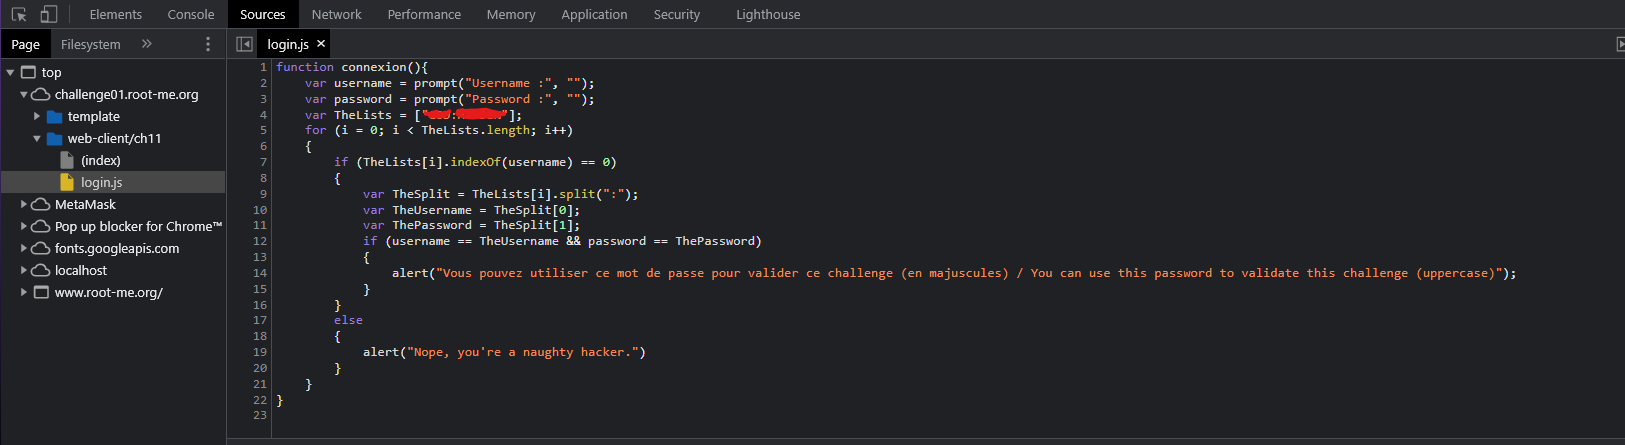 Elements Console Sources Network Performance Memory Application Security Lighthouse
Page Filesystem » login.js ×
top
challenge01.root-me.org
template
web-client/ch11
(index)
login.js
MetaMask
Pop up blocker for Chrome™
fonts.googleapis.com
localhost
www.root-me.org/
1 function connexion(){
2 var username = prompt("Username :", "");
3 var password = prompt("Password :", "");
4 var TheLists = ["
"];
5 for (i = 0; i < TheLists.length; i++)
6 {
7 if (TheLists[i].indexOf(username) == 0)
8 {
9 var TheSplit = TheLists[i].split(":");
10 var TheUsername = TheSplit[0];
11 var ThePassword = TheSplit[1];
12 if (username == TheUsername && password == ThePassword)
13 {
14 alert("Vous pouvez utiliser ce mot de passe pour valider ce challenge (en majuscules) / You can use this password to validate this challenge (uppercase)");
15 }
16 }
17 else
18 {
19 alert("Nope, you're a naughty hacker.")
20 }
21 }
22 }
23